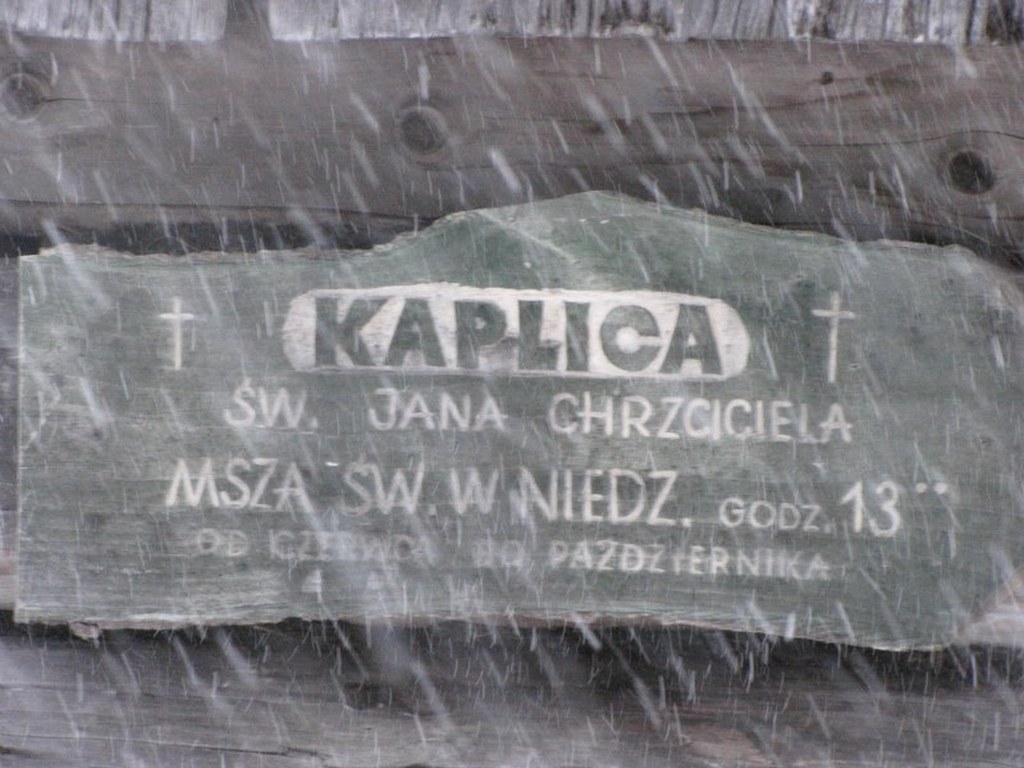 KAPLICA
ŚW. JANA CHRZCICIELA
MSZA ŚW. W NIEDZ. GODZ. 13°°
OD CZERWCA DO PAŹDZIERNIKA